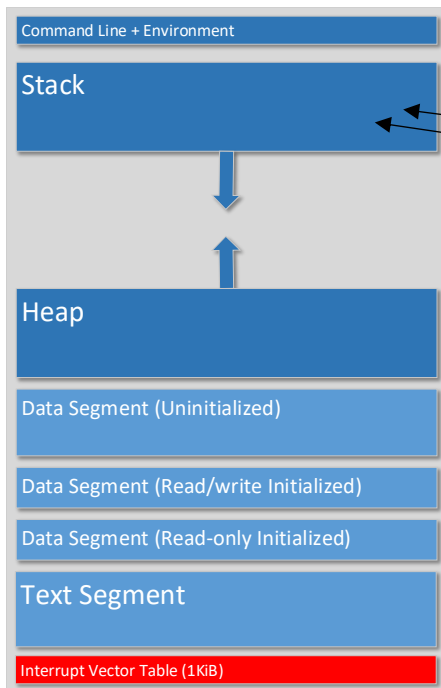 Command Line + Environment
Stack
Heap
Data Segment (Uninitialized)
Data Segment (Read/write Initialized)
Data Segment (Read-only Initialized)
Text Segment
Interrupt Vector Table (1KiB)